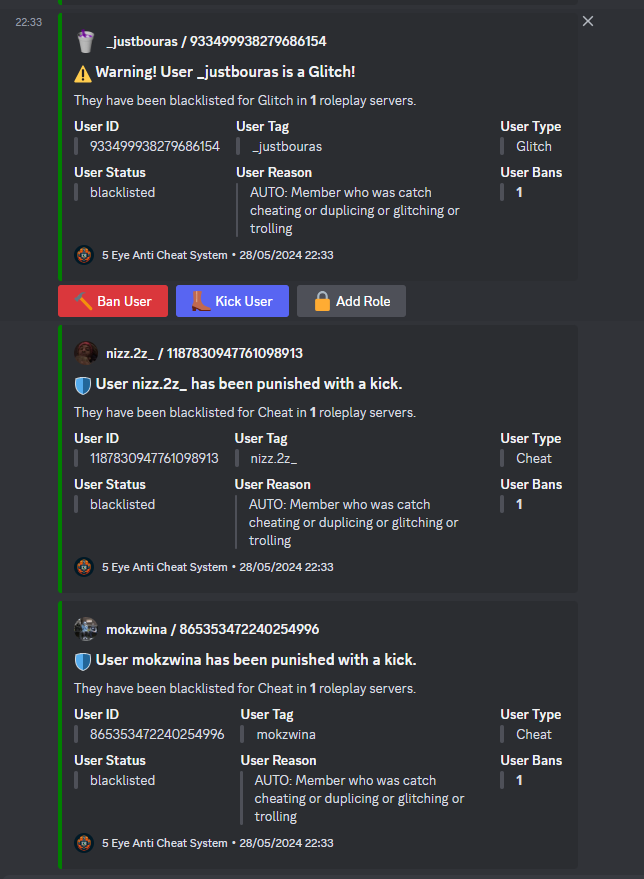 22:33
_justbouras / 933499938279686154
Warning! User _justbouras is a Glitch!
They have been blacklisted for Glitch in 1 roleplay servers.
User ID User Tag User Type
933499938279686154 _justbouras Glitch
User Status User Reason User Bans
blacklisted AUTO: Member who was catch 1
cheating or duplicing or glitching or
trolling
5 Eye Anti Cheat System • 28/05/2024 22:33
Ban User Kick User Add Role
nizz.2z_ / 1187830947761098913
User nizz.2z_ has been punished with a kick.
They have been blacklisted for Cheat in 1 roleplay servers.
User ID User Tag User Type
1187830947761098913 nizz.2z_ Cheat
User Status User Reason User Bans
blacklisted AUTO: Member who was catch 1
cheating or duplicing or glitching or
trolling
5 Eye Anti Cheat System • 28/05/2024 22:33
mokzwina / 865353472240254996
User mokzwina has been punished with a kick.
They have been blacklisted for Cheat in 1 roleplay servers.
User ID User Tag User Type
865353472240254996 mokzwina Cheat
User Status User Reason User Bans
blacklisted AUTO: Member who was catch 1
cheating or duplicing or glitching or
trolling
5 Eye Anti Cheat System • 28/05/2024 22:33